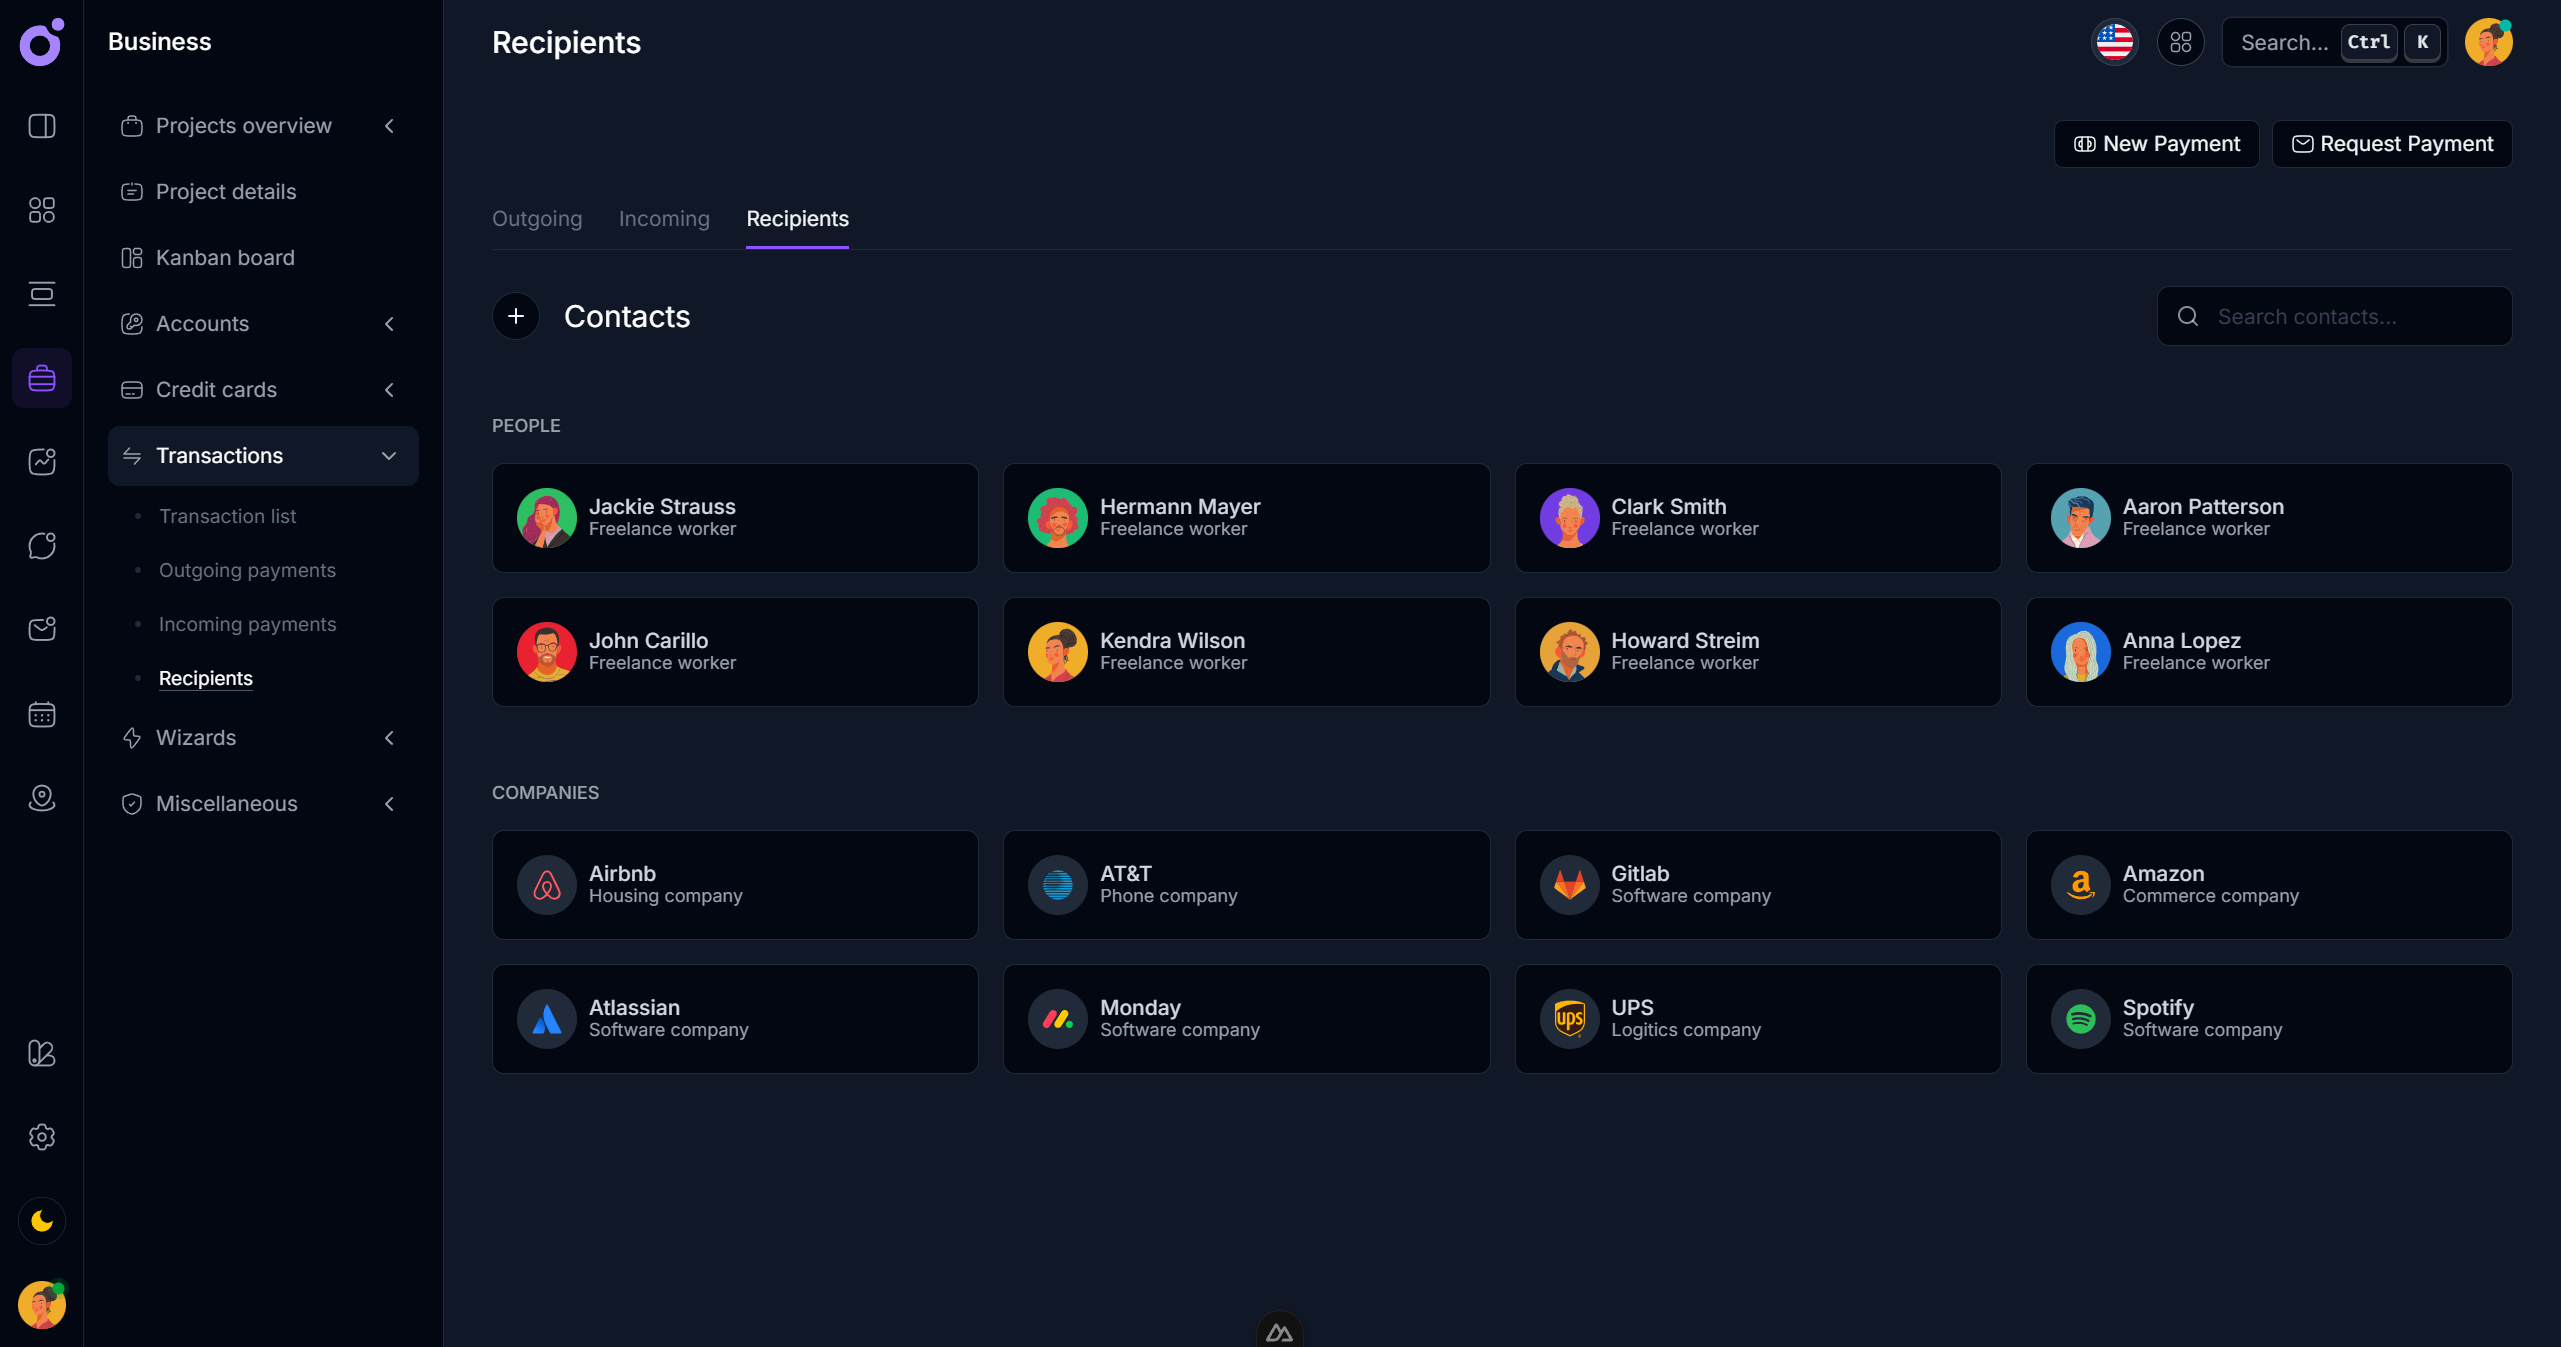 Business
Projects overview
Project details
Kanban board
Accounts
Credit cards
Transactions
Transaction list
Outgoing payments
Incoming payments
Recipients
Wizards
Miscellaneous
Recipients
Search... Ctrl K
New Payment
Request Payment
Outgoing Incoming Recipients
Contacts
Search contacts...
PEOPLE
Jackie Strauss
Freelance worker
Hermann Mayer
Freelance worker
Clark Smith
Freelance worker
Aaron Patterson
Freelance worker
John Carillo
Freelance worker
Kendra Wilson
Freelance worker
Howard Streim
Freelance worker
Anna Lopez
Freelance worker
COMPANIES
Airbnb
Housing company
AT&T
Phone company
Gitlab
Software company
a
Amazon
Commerce company
Atlassian
Software company
Monday
Software company
ups
UPS
Logitics company
Spotify
Software company